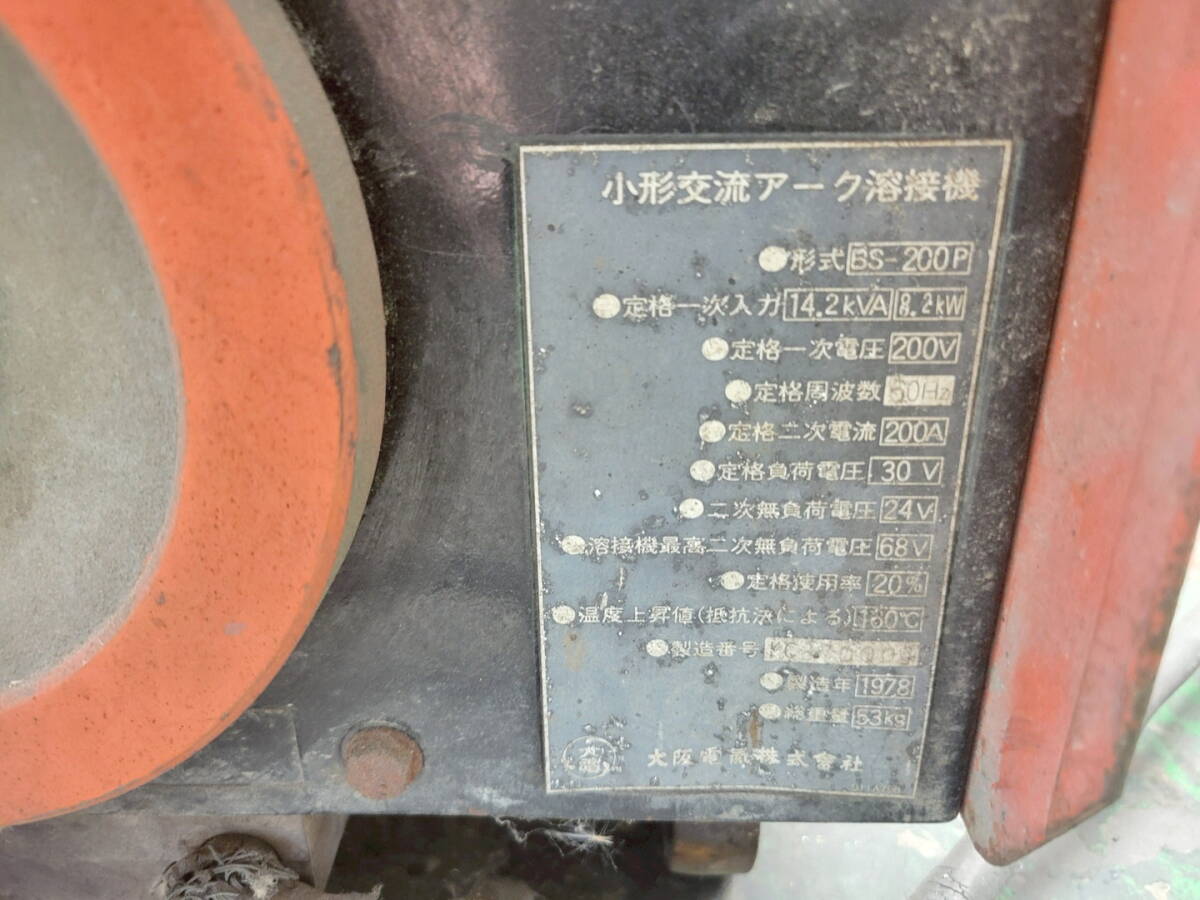 小形交流アーク溶接機
●形式 BS-200P
●定格一次入力 14.2kVA 8.2kW
●定格一次電圧 200V
●定格周波数 60Hz
●定格二次電流 200A
●定格負荷電圧 30V
●二次無負荷電圧 24V
●溶接機最高二次無負荷電圧 68V
●定格使用率 20%
●温度上昇値(抵抗法による) 160℃
●製造番号
●製造年 1978
●総重量 53kg
大阪電気株式会社